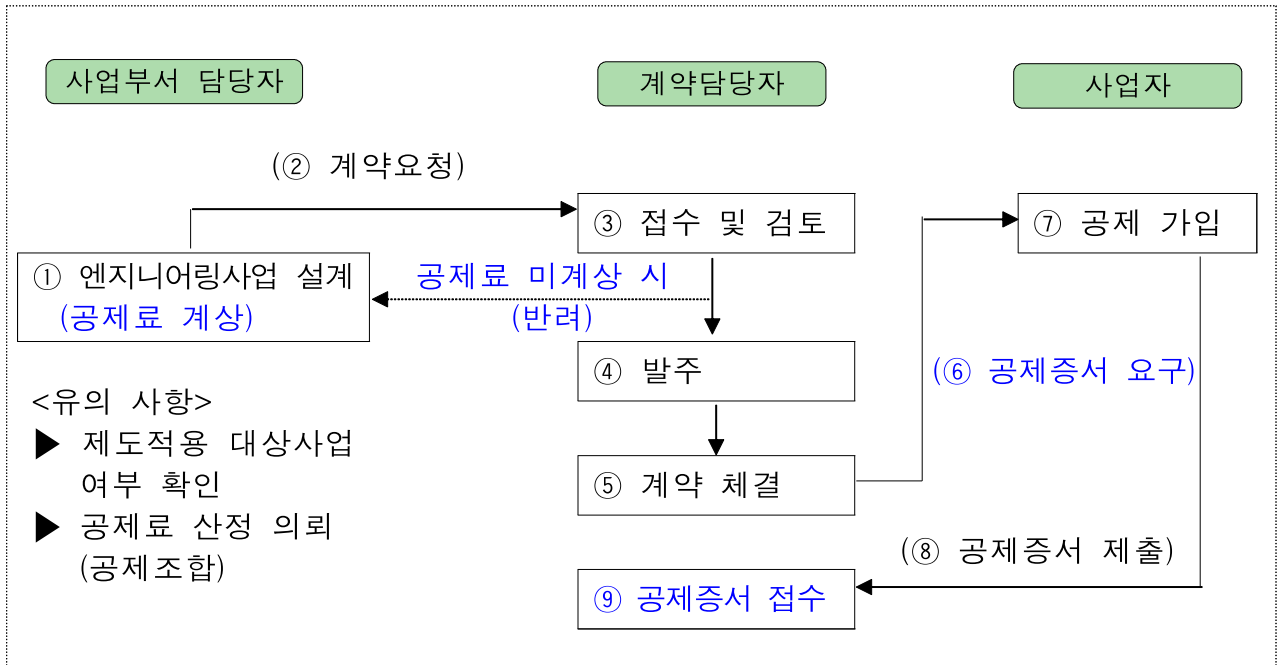 사업부서 담당자
계약담당자
사업자
(② 계약요청)
③ 접수 및 검토
⑦ 공제 가입
① 엔지니어링사업 설계
(공제료 계상)
공제료 미계상 시
(반려)
④ 발주
(⑥ 공제증서 요구)
<유의 사항>
▶ 제도적용 대상사업
여부 확인
▶ 공제료 산정 의뢰
(공제조합)
⑤ 계약 체결
(⑧ 공제증서 제출)
⑨ 공제증서 접수